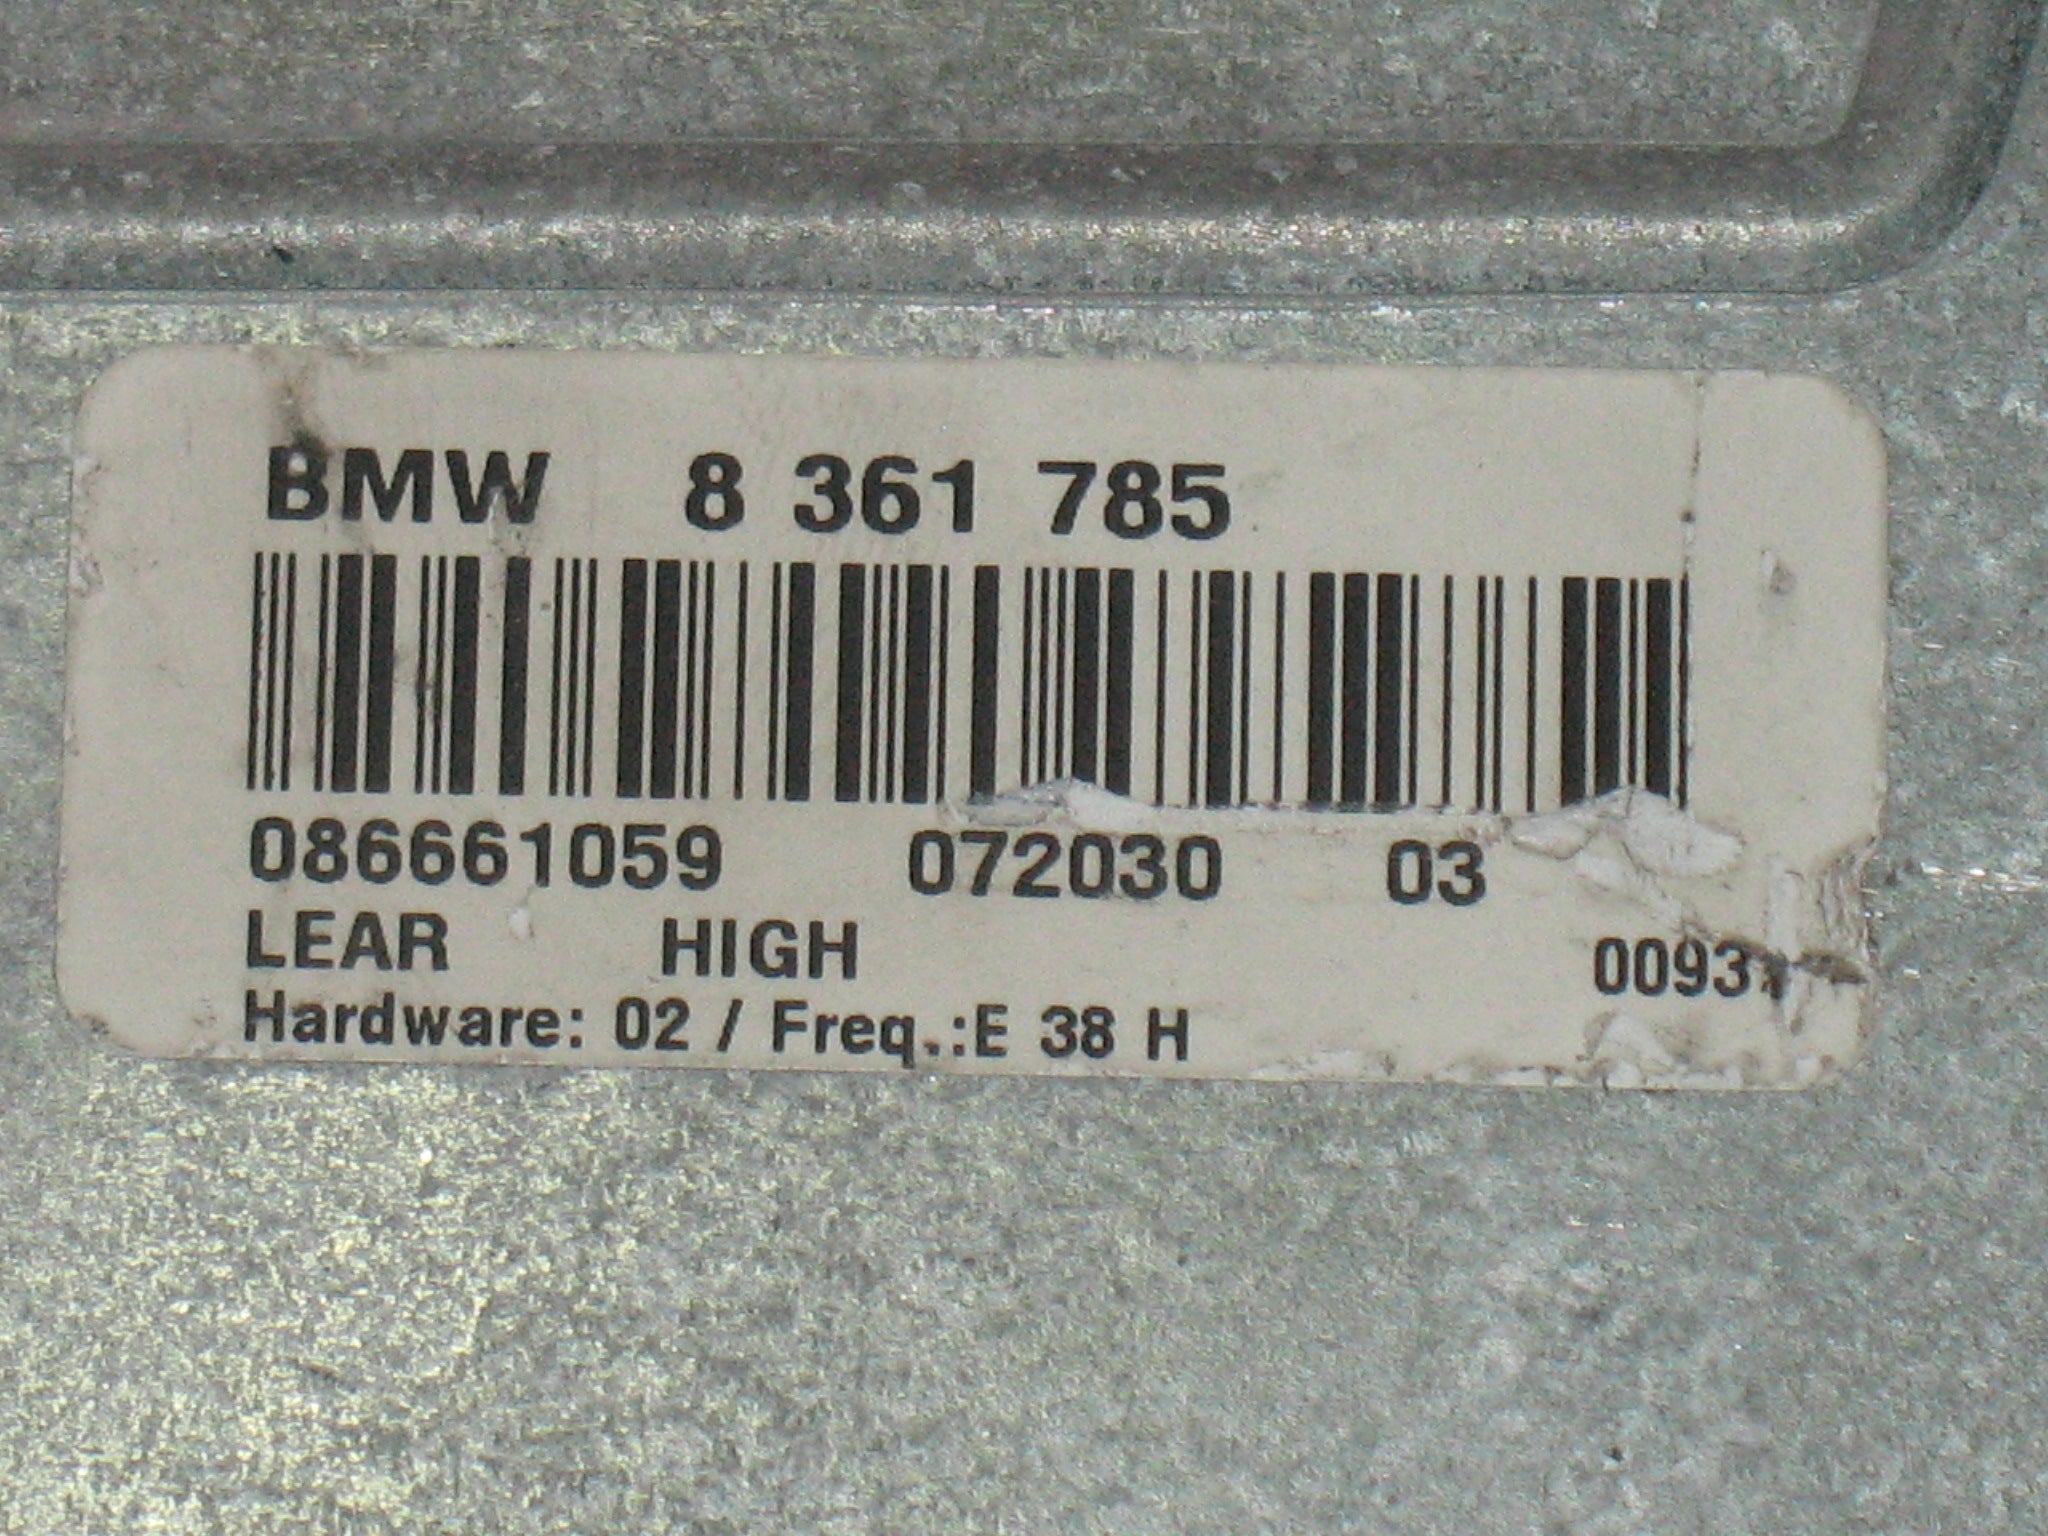 BMW 8 361 785
086661059 072030 03
LEAR HIGH
Hardware: 02 / Freq.:E 38 H